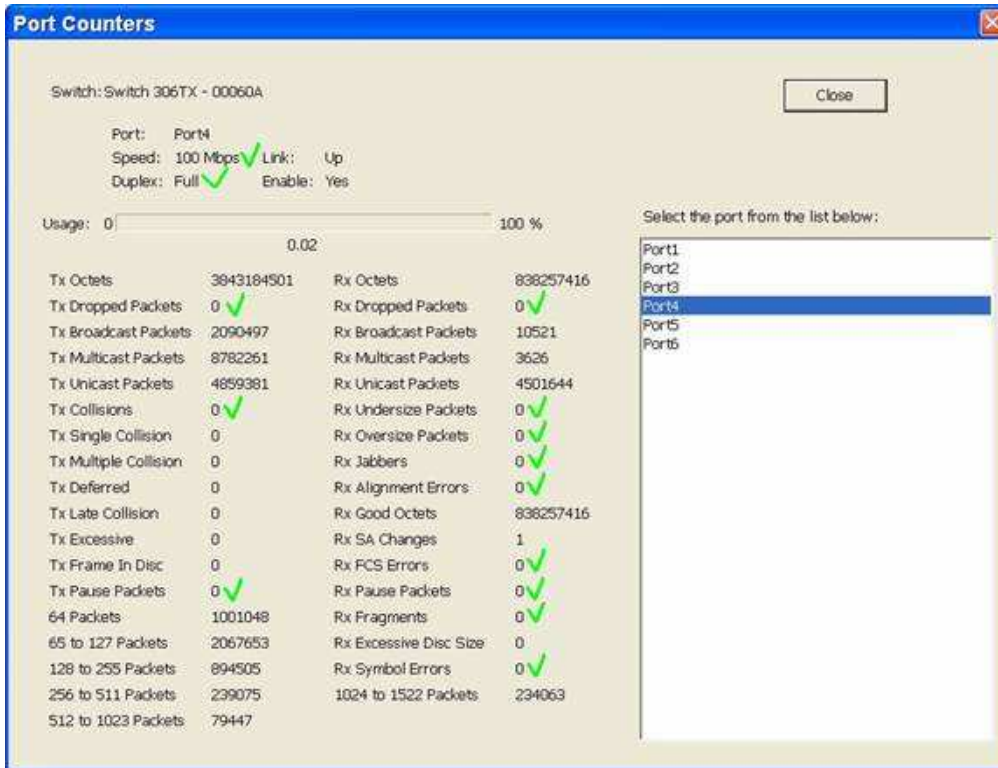 Port Counters
Switch: Switch 306TX - 00060A
Close
Port: Port4
Speed: 100 Mbps Link: Up
Duplex: Full Enable: Yes
Usage: 0 100 %
0.02
Tx Octets 3843184501 Rx Octets 838257416
Tx Dropped Packets 0 Rx Dropped Packets 0
Tx Broadcast Packets 2090497 Rx Broadcast Packets 10521
Tx Multicast Packets 8782261 Rx Multicast Packets 3626
Tx Unicast Packets 4859381 Rx Unicast Packets 4501644
Tx Collisions 0 Rx Undersize Packets 0
Tx Single Collision 0 Rx Oversize Packets 0
Tx Multiple Collision 0 Rx Jabbers 0
Tx Deferred 0 Rx Alignment Errors 0
Tx Late Collision 0 Rx Good Octets 838257416
Tx Excessive 0 Rx SA Changes 1
Tx Frame In Disc 0 Rx FCS Errors 0
Tx Pause Packets 0 Rx Pause Packets 0
64 Packets 1001048 Rx Fragments 0
65 to 127 Packets 2067653 Rx Excessive Disc Size 0
128 to 255 Packets 894505 Rx Symbol Errors 0
256 to 511 Packets 239075 1024 to 1522 Packets 234063
512 to 1023 Packets 79447
Select the port from the list below:
Port1
Port2
Port3
Port4
Port5
Port6